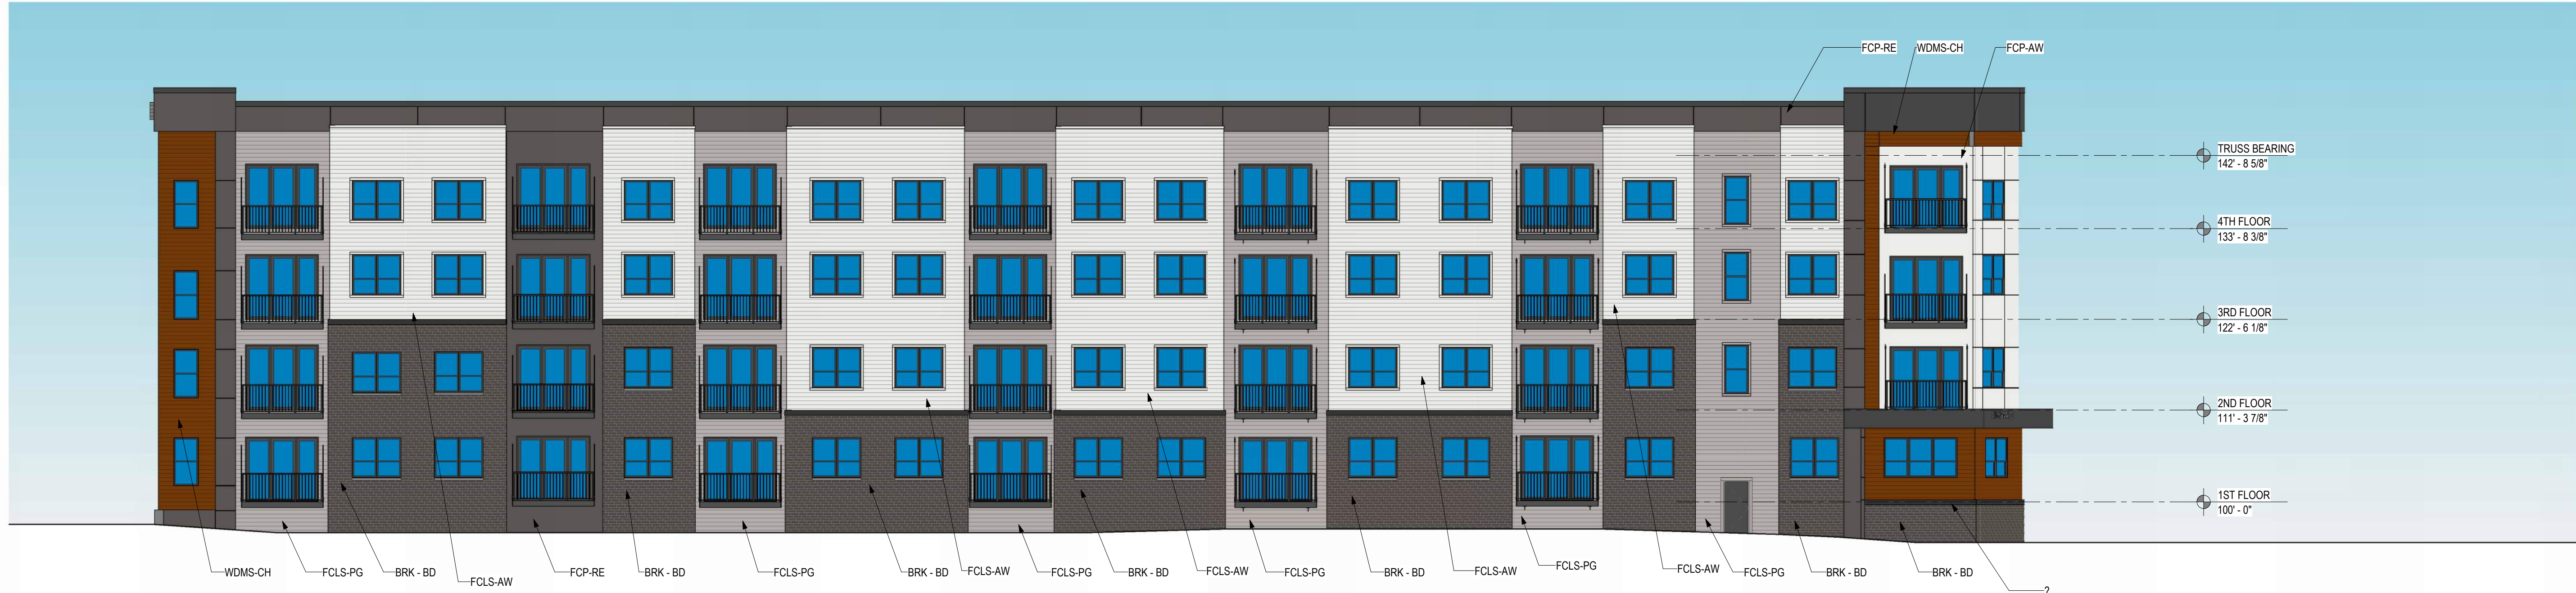 FCP-RE
WDMS-CH
FCP-AW
TRUSS BEARING
142' - 8 5/8"
4TH FLOOR
133' - 8 3/8"
3RD FLOOR
122' - 6 1/8"
2ND FLOOR
111' - 3 7/8"
1ST FLOOR
100' - 0"
WDMS-CH
FCLS-PG
BRK - BD
FCLS-AW
FCP-RE
BRK - BD
FCLS-PG
BRK - BD
FCLS-AW
FCLS-PG
BRK - BD
FCLS-AW
FCLS-PG
BRK - BD
FCLS-AW
FCLS-PG
FCLS-AW
FCLS-PG
BRK - BD
BRK - BD
?